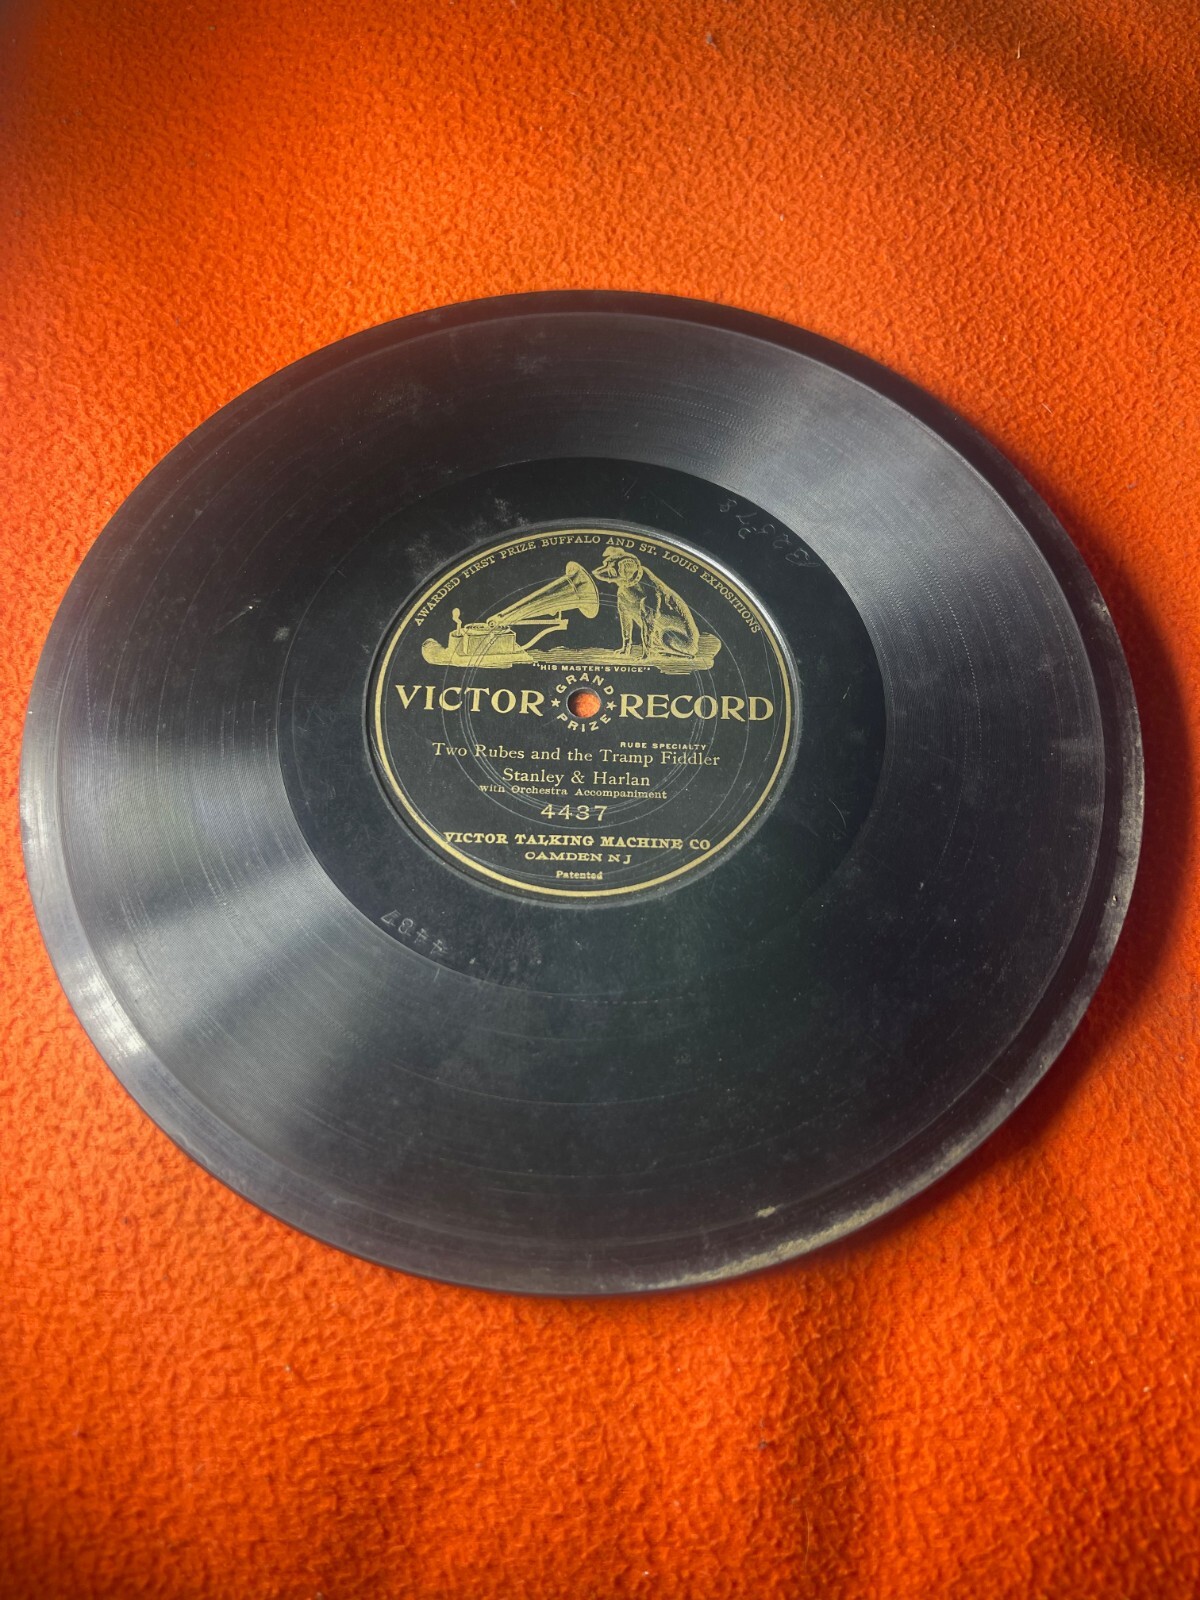 AWARDED FIRST PRIZE BUFFALO AND ST. LOUIS EXPOSITIONS
"HIS MASTER'S VOICE"
VICTOR GRAND PRIZE RECORD
RUBE SPECIALTY
Two Rubes and the Tramp Fiddler
Stanley & Harlan
with Orchestra Accompaniment
4437
VICTOR TALKING MACHINE CO
CAMDEN N J
Patented